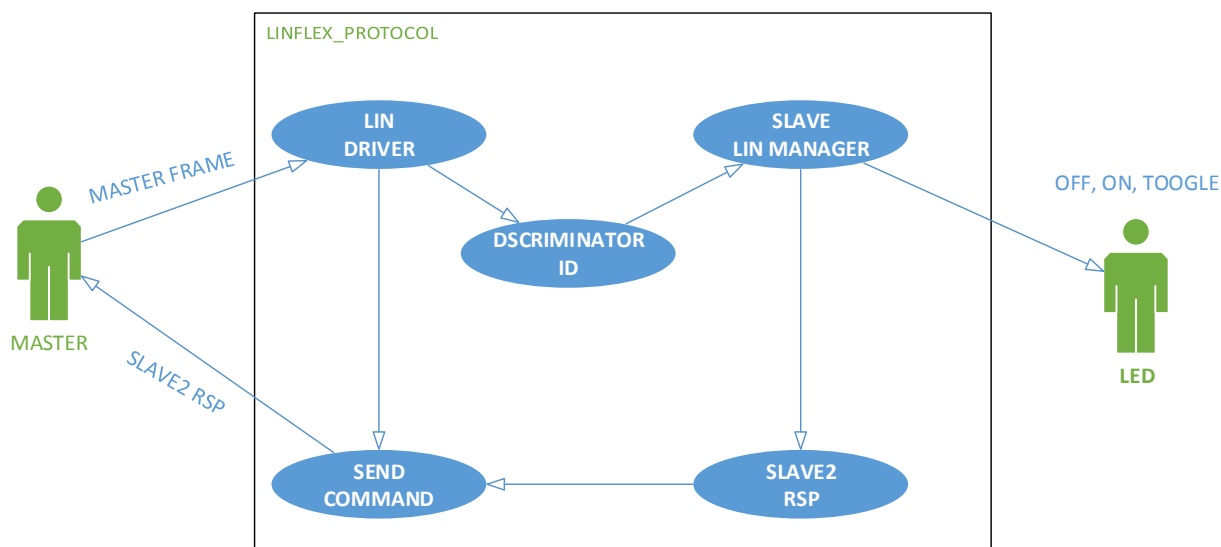 LINFLEX_PROTOCOL
LIN
DRIVER
SLAVE
LIN MANAGER
MASTER FRAME
OFF, ON, TOOGLE
DSCRIMINATOR
ID
MASTER
LED
SLAVE2 RSP
SEND
COMMAND
SLAVE2
RSP